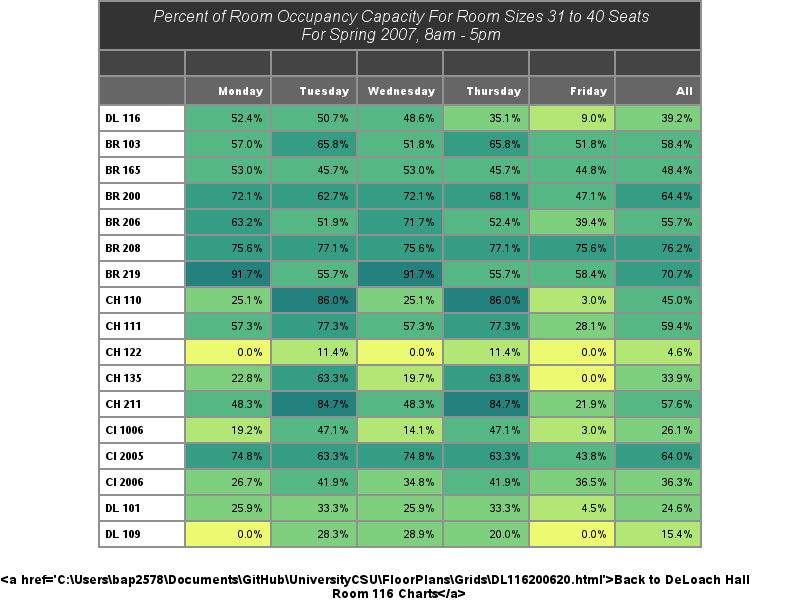 Percent of Room Occupancy Capacity For Room Sizes 31 to 40 Seats
For Spring 2007, 8am - 5pm
Monday Tuesday Wednesday Thursday Friday All
DL 116 52.4% 50.7% 48.6% 35.1% 9.0% 39.2%
BR 103 57.0% 65.8% 51.8% 65.8% 51.8% 58.4%
BR 165 53.0% 45.7% 53.0% 45.7% 44.8% 48.4%
BR 200 72.1% 62.7% 72.1% 68.1% 47.1% 64.4%
BR 206 63.2% 51.9% 71.7% 52.4% 39.4% 55.7%
BR 208 75.6% 77.1% 75.6% 77.1% 75.6% 76.2%
BR 219 91.7% 55.7% 91.7% 55.7% 58.4% 70.7%
CH 110 25.1% 86.0% 25.1% 86.0% 3.0% 45.0%
CH 111 57.3% 77.3% 57.3% 77.3% 28.1% 59.4%
CH 122 0.0% 11.4% 0.0% 11.4% 0.0% 4.6%
CH 135 22.8% 63.3% 19.7% 63.8% 0.0% 33.9%
CH 211 48.3% 84.7% 48.3% 84.7% 21.9% 57.6%
CI 1006 19.2% 47.1% 14.1% 47.1% 3.0% 26.1%
CI 2005 74.8% 63.3% 74.8% 63.3% 43.8% 64.0%
CI 2006 26.7% 41.9% 34.8% 41.9% 36.5% 36.3%
DL 101 25.9% 33.3% 25.9% 33.3% 4.5% 24.6%
DL 109 0.0% 28.3% 28.9% 20.0% 0.0% 15.4%
<a href='C:\Users\bap2578\Documents\GitHub\UniversityCSU\FloorPlans\Grids\DL116200620.html'>Back to DeLoach Hall
Room 116 Charts</a>